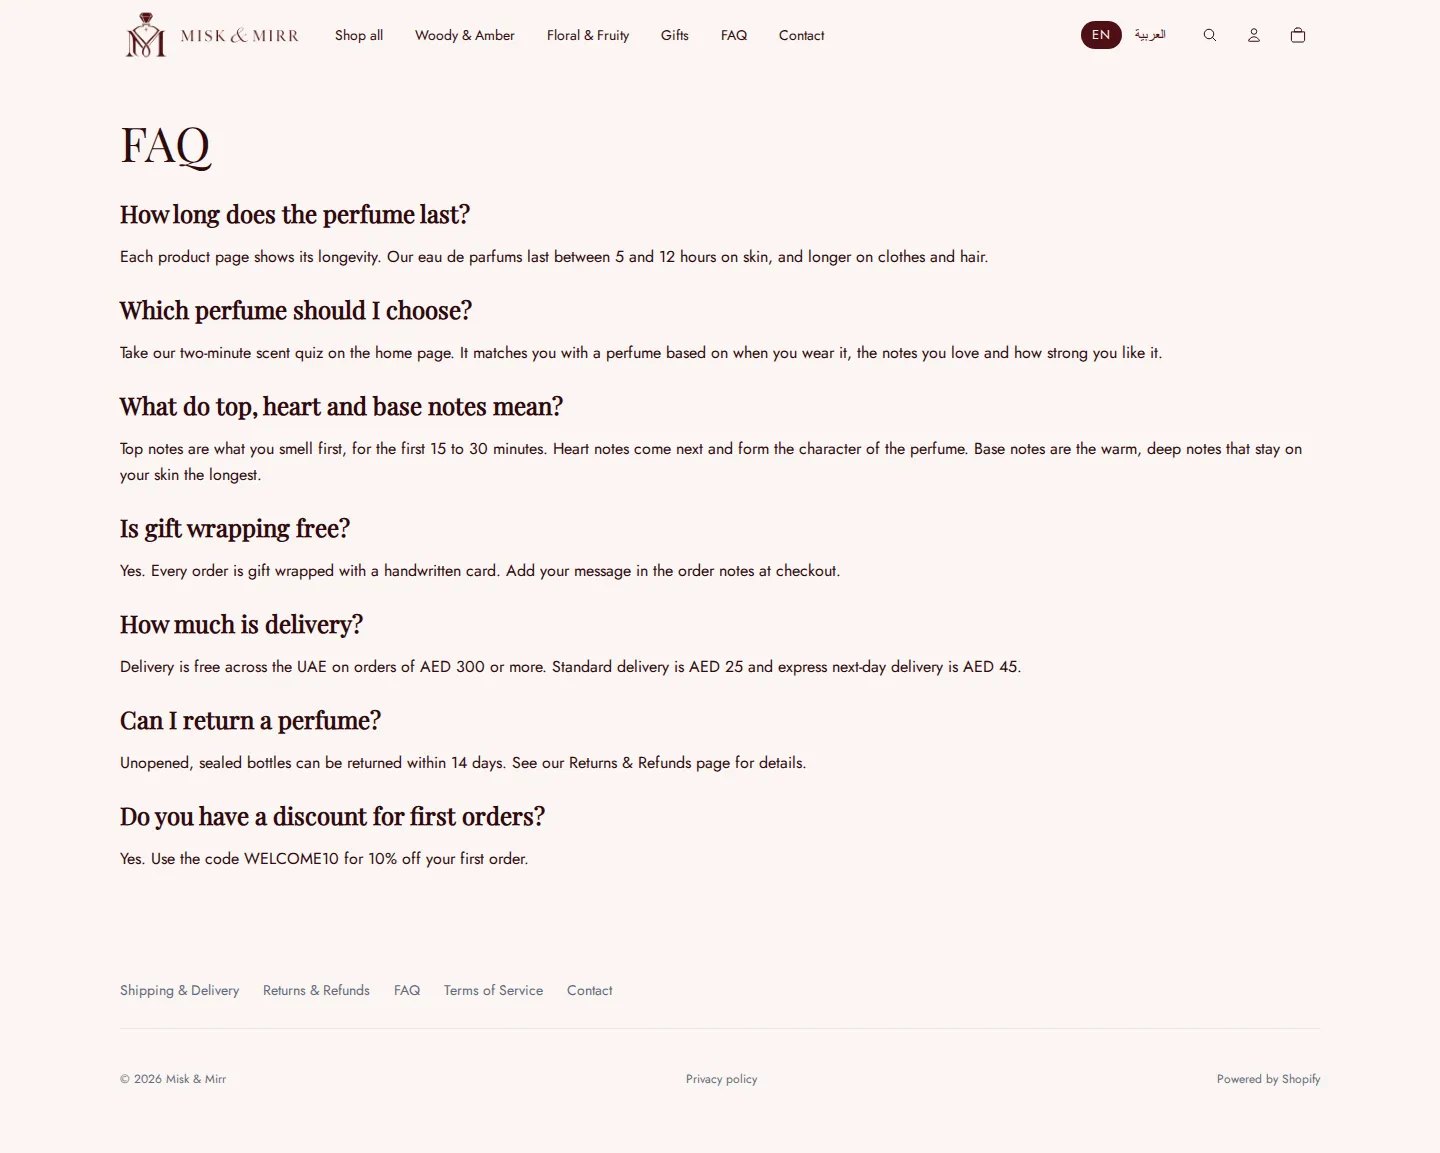 MISK & MIRR
Shop all
Woody & Amber
Floral & Fruity
Gifts
FAQ
Contact
EN
العربية
FAQ
How long does the perfume last?
Each product page shows its longevity. Our eau de parfums last between 5 and 12 hours on skin, and longer on clothes and hair.
Which perfume should I choose?
Take our two-minute scent quiz on the home page. It matches you with a perfume based on when you wear it, the notes you love and how strong you like it.
What do top, heart and base notes mean?
Top notes are what you smell first, for the first 15 to 30 minutes. Heart notes come next and form the character of the perfume. Base notes are the warm, deep notes that stay on
your skin the longest.
Is gift wrapping free?
Yes. Every order is gift wrapped with a handwritten card. Add your message in the order notes at checkout.
How much is delivery?
Delivery is free across the UAE on orders of AED 300 or more. Standard delivery is AED 25 and express next-day delivery is AED 45.
Can I return a perfume?
Unopened, sealed bottles can be returned within 14 days. See our Returns & Refunds page for details.
Do you have a discount for first orders?
Yes. Use the code WELCOME10 for 10% off your first order.
Shipping & Delivery
Returns & Refunds
FAQ
Terms of Service
Contact
© 2026 Misk & Mirr
Privacy policy
Powered by Shopify